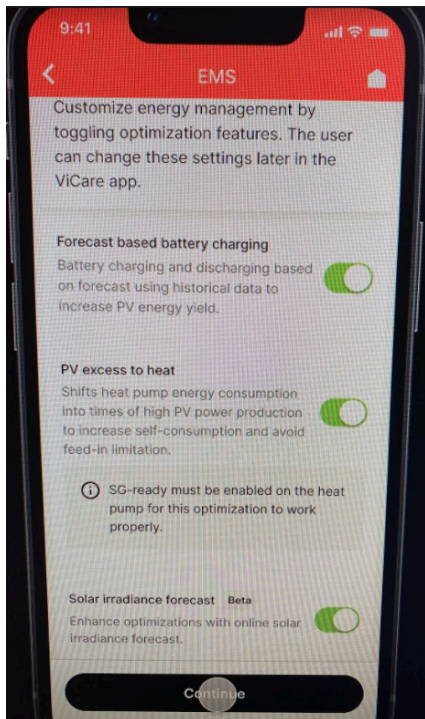 9:41
EMS
Customize energy management by
toggling optimization features. The user
can change these settings later in the
ViCare app.
Forecast based battery charging
Battery charging and discharging based
on forecast using historical data to
increase PV energy yield.
PV excess to heat
Shifts heat pump energy consumption
into times of high PV power production
to increase self-consumption and avoid
feed-in limitation.
SG-ready must be enabled on the heat
pump for this optimization to work
properly.
Solar irradiance forecast Beta
Enhance optimizations with online solar
irradiance forecast.
Continue